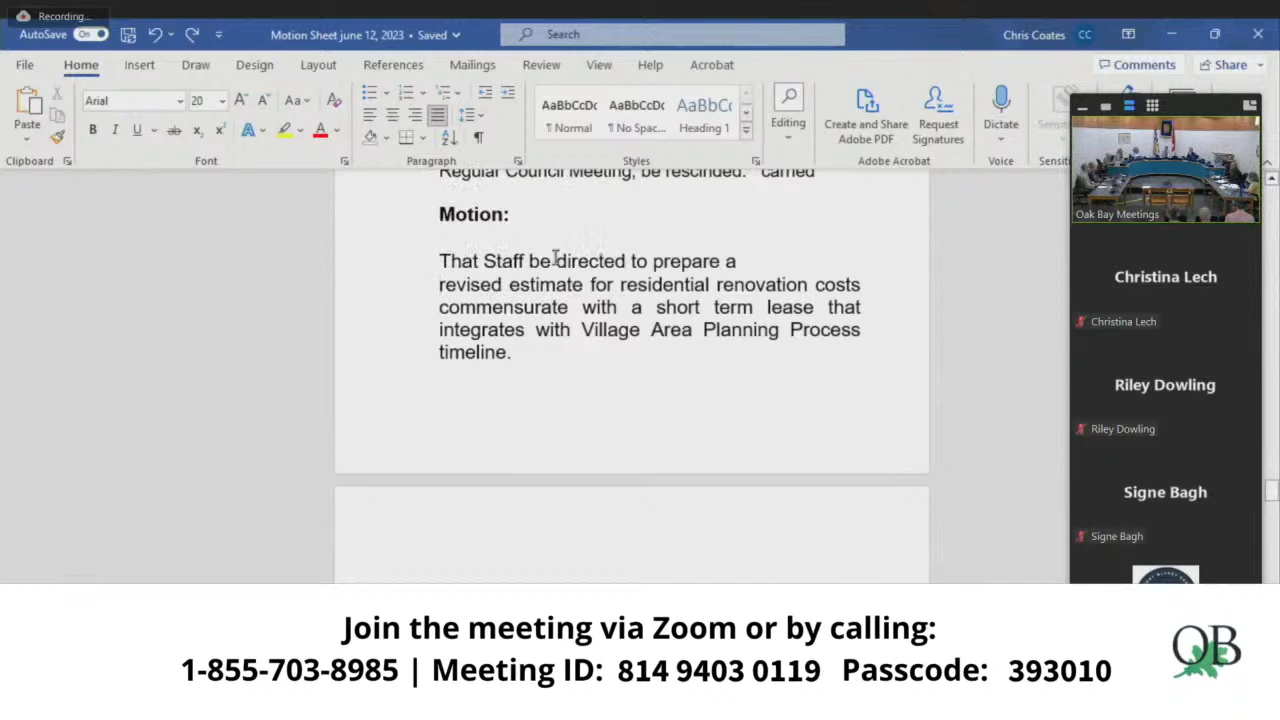 Recording...
AutoSave On Motion Sheet june 12, 2023 • Saved Search Chris Coates CC
File Home Insert Draw Design Layout References Mailings Review View Help Acrobat Comments Share
Paste Arial 20 A A Aa A
B I U ab x₂ x² A A
AaBbCcDc AaBbCcDc AaBbCc
¶ Normal ¶ No Spac... Heading 1
Editing
Create and Share Adobe PDF
Request Signatures
Dictate
Sensiti
Clipboard Font Paragraph Styles Adobe Acrobat Voice Sensiti
Regular Council Meeting, be rescinded." carried
Motion:
That Staff be directed to prepare a
revised estimate for residential renovation costs
commensurate with a short term lease that
integrates with Village Area Planning Process
timeline.
Oak Bay Meetings
Christina Lech
Christina Lech
Riley Dowling
Riley Dowling
Signe Bagh
Signe Bagh
Join the meeting via Zoom or by calling:
1-855-703-8985 | Meeting ID: 814 9403 0119 Passcode: 393010
OB